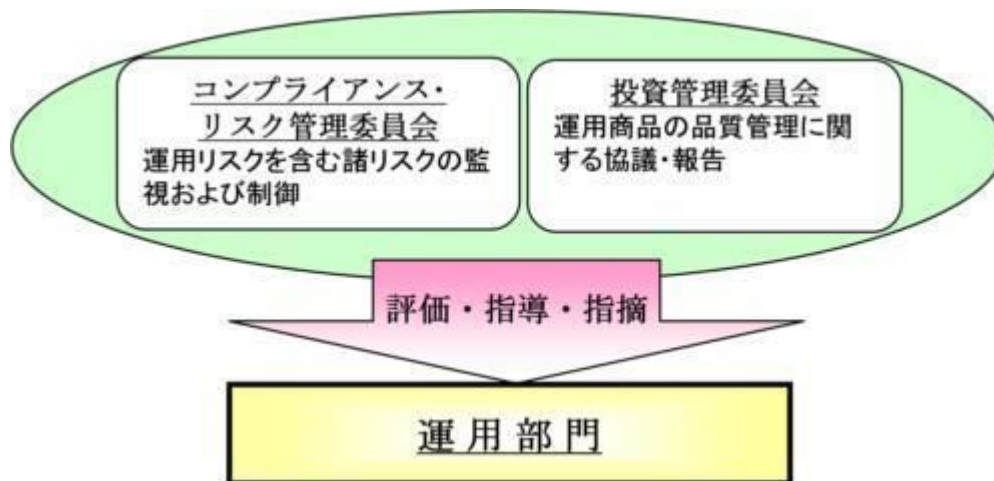 コンプライアンス・
リスク管理委員会
運用リスクを含む諸リスクの監
視および制御
投資管理委員会
運用商品の品質管理に関
する協議・報告
評価・指導・指摘
運用部門